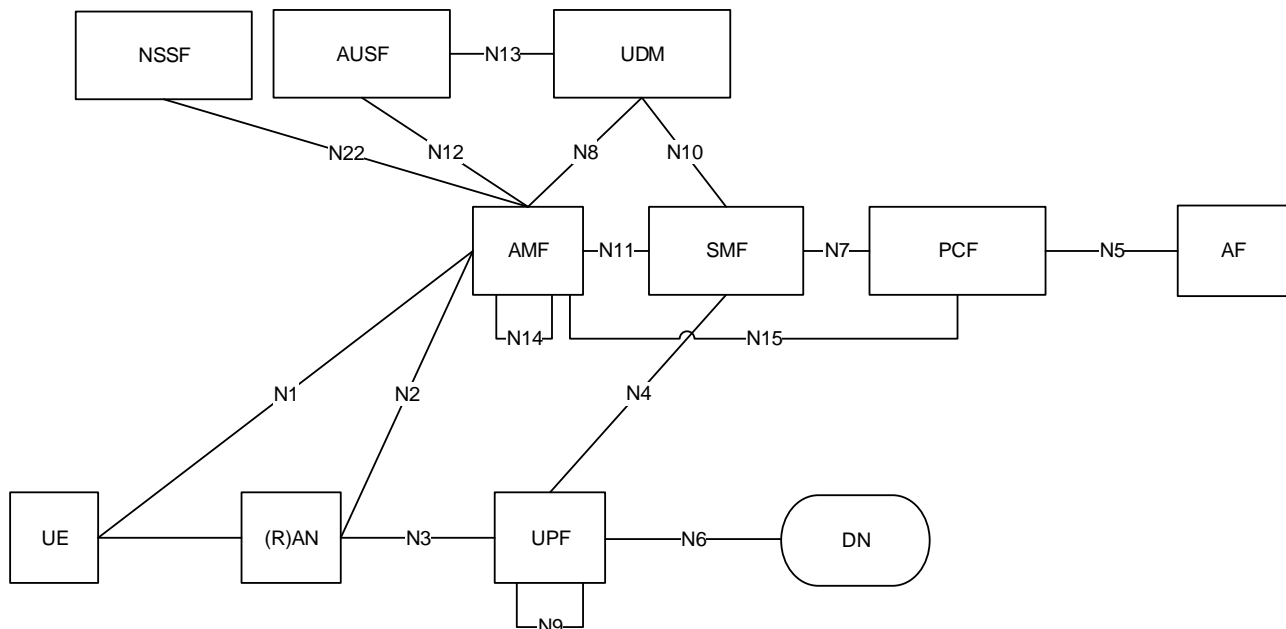 NSSF
AUSF
N13
UDM
N22
N12
N8
N10
AMF
N11
SMF
N7
PCF
N5
AF
N14
N15
N1
N2
N4
UE
(R)AN
N3
UPF
N6
DN
N9